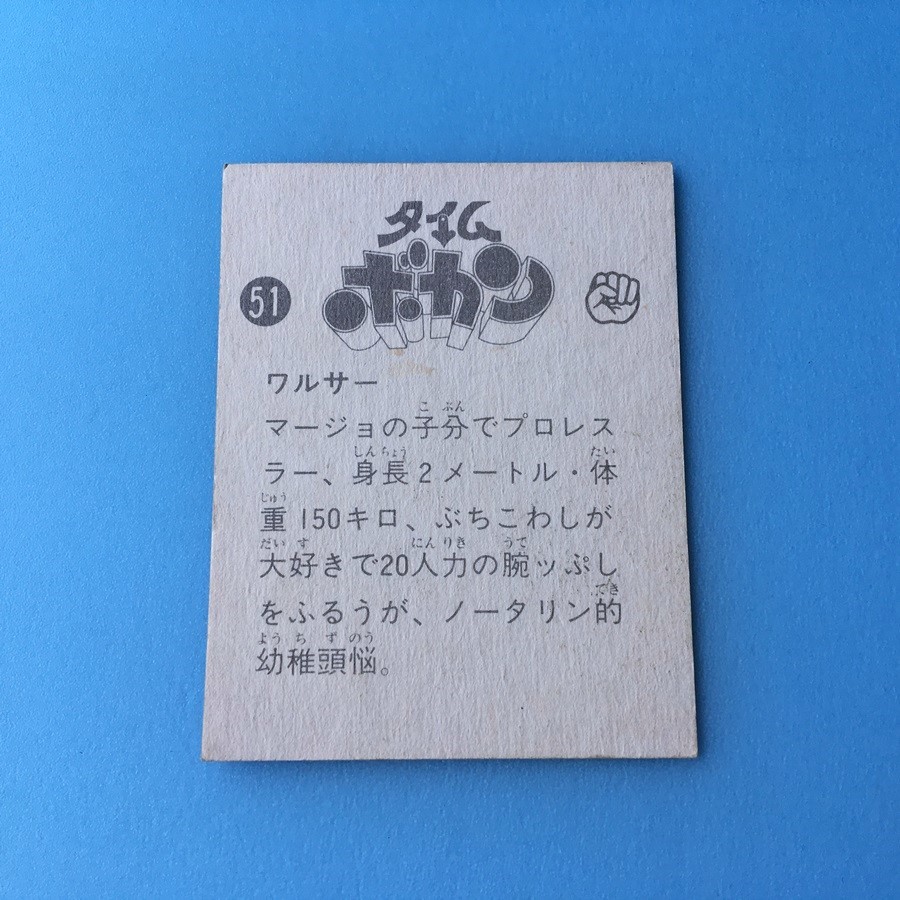 タイム
ボカン
51
ワルサー
マージョの子分でプロレス
ラー、身長2メートル・体
重150キロ、ぶちこわしが
大好きで20人力の腕ップし
をふるうが、ノータリン的
幼稚頭悩。